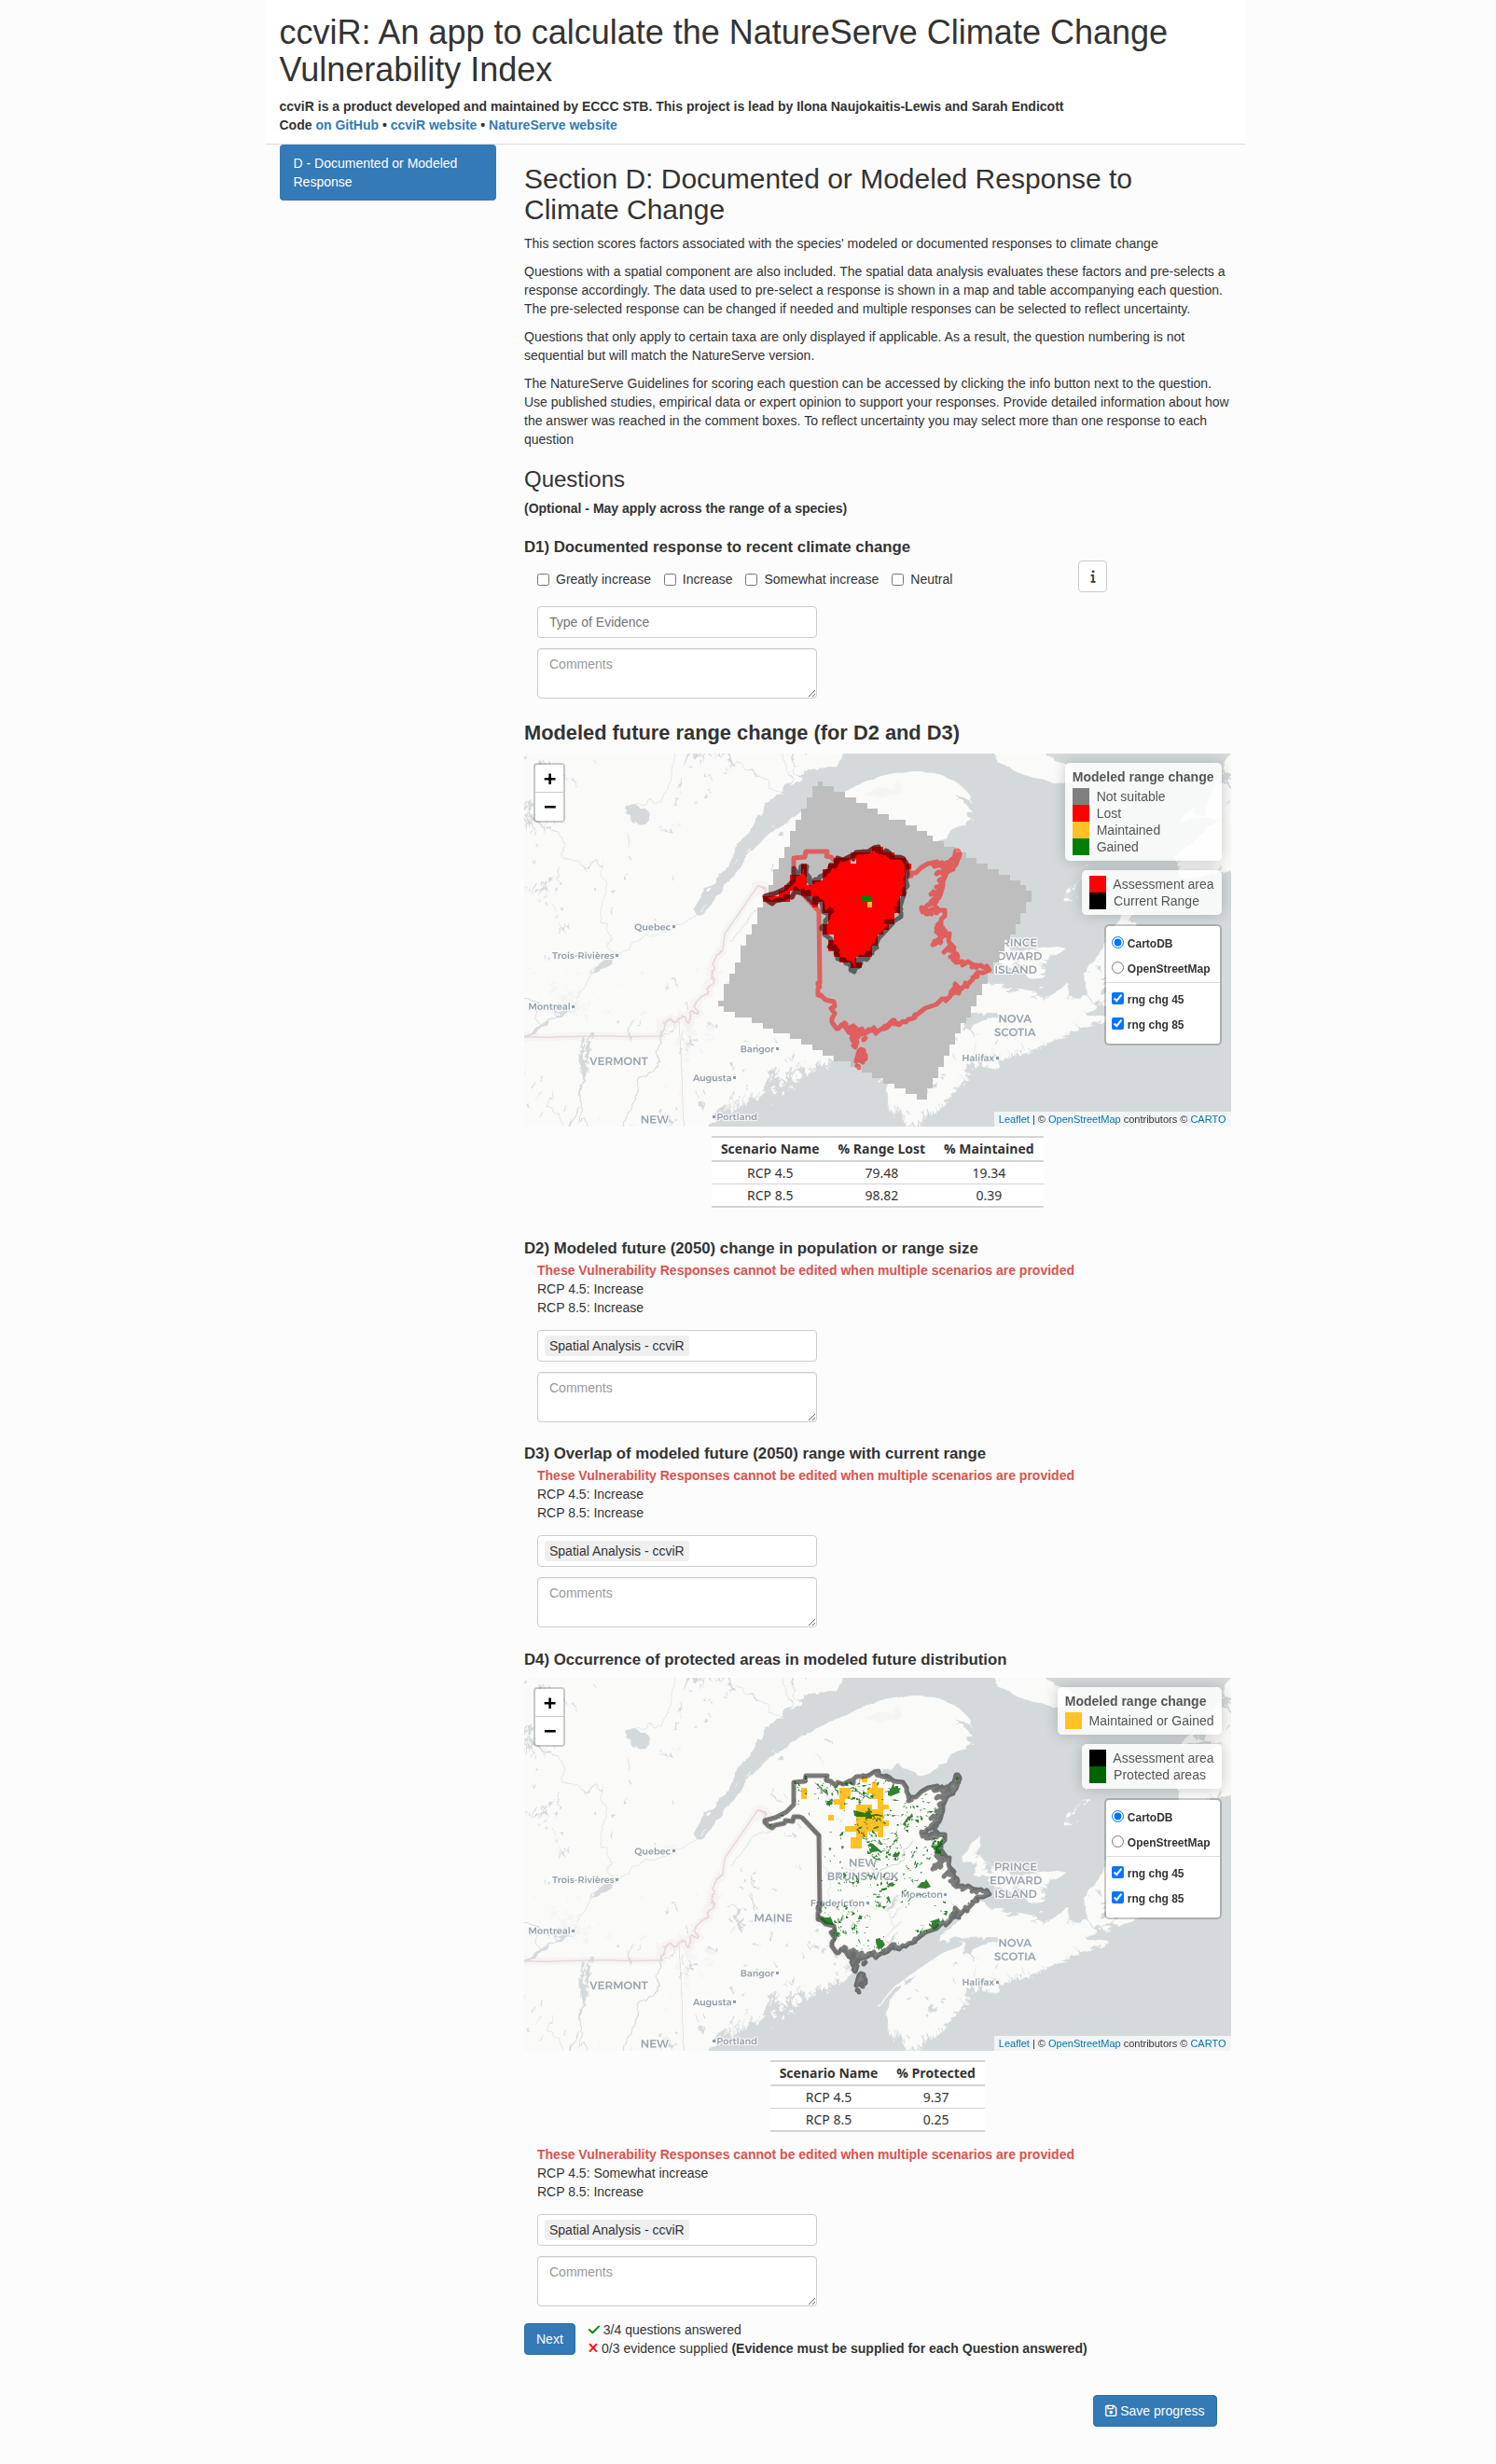 ccviR: An app to calculate the NatureServe Climate Change
Vulnerability Index
ccviR is a product developed and maintained by ECCC STB. This project is lead by Ilona Naujokaitis-Lewis and Sarah Endicott
Code on GitHub • ccviR website • NatureServe website
D - Documented or Modeled
Response
Section D: Documented or Modeled Response to
Climate Change
This section scores factors associated with the species' modeled or documented responses to climate change
Questions with a spatial component are also included. The spatial data analysis evaluates these factors and pre-selects a
response accordingly. The data used to pre-select a response is shown in a map and table accompanying each question.
The pre-selected response can be changed if needed and multiple responses can be selected to reflect uncertainty.
Questions that only apply to certain taxa are only displayed if applicable. As a result, the question numbering is not
sequential but will match the NatureServe version.
The NatureServe Guidelines for scoring each question can be accessed by clicking the info button next to the question.
Use published studies, empirical data or expert opinion to support your responses. Provide detailed information about how
the answer was reached in the comment boxes. To reflect uncertainty you may select more than one response to each
question
Questions
(Optional - May apply across the range of a species)
D1) Documented response to recent climate change
Greatly increase Increase Somewhat increase Neutral
i
Type of Evidence
Comments
Modeled future range change (for D2 and D3)
+
−
Modeled range change
Not suitable
Lost
Maintained
Gained
Assessment area
Current Range
CartoDB
OpenStreetMap
rng chg 45
rng chg 85
Quebec
Trois-Rivières
Montreal
RINCE
DWARD
ISLAND
NOVA
SCOTIA
VERMONT
Bangor
Halifax
Augusta
NEW
Portland
Leaflet | © OpenStreetMap contributors © CARTO
Scenario Name % Range Lost % Maintained
RCP 4.5 79.48 19.34
RCP 8.5 98.82 0.39
D2) Modeled future (2050) change in population or range size
These Vulnerability Responses cannot be edited when multiple scenarios are provided
RCP 4.5: Increase
RCP 8.5: Increase
Spatial Analysis - ccviR
Comments
D3) Overlap of modeled future (2050) range with current range
These Vulnerability Responses cannot be edited when multiple scenarios are provided
RCP 4.5: Increase
RCP 8.5: Increase
Spatial Analysis - ccviR
Comments
D4) Occurrence of protected areas in modeled future distribution
+
−
Modeled range change
Maintained or Gained
Assessment area
Protected areas
CartoDB
OpenStreetMap
rng chg 45
rng chg 85
Quebec
Trois-Rivières
Montreal
NEW
BRUNSWICK
Fredericton
Moncton
PRINCE
EDWARD
ISLAND
MAINE
NOVA
SCOTIA
VERMONT
Bangor
Halifax
Augusta
NEW
Portland
Leaflet | © OpenStreetMap contributors © CARTO
Scenario Name % Protected
RCP 4.5 9.37
RCP 8.5 0.25
These Vulnerability Responses cannot be edited when multiple scenarios are provided
RCP 4.5: Somewhat increase
RCP 8.5: Increase
Spatial Analysis - ccviR
Comments
Next
3/4 questions answered
0/3 evidence supplied (Evidence must be supplied for each Question answered)
Save progress